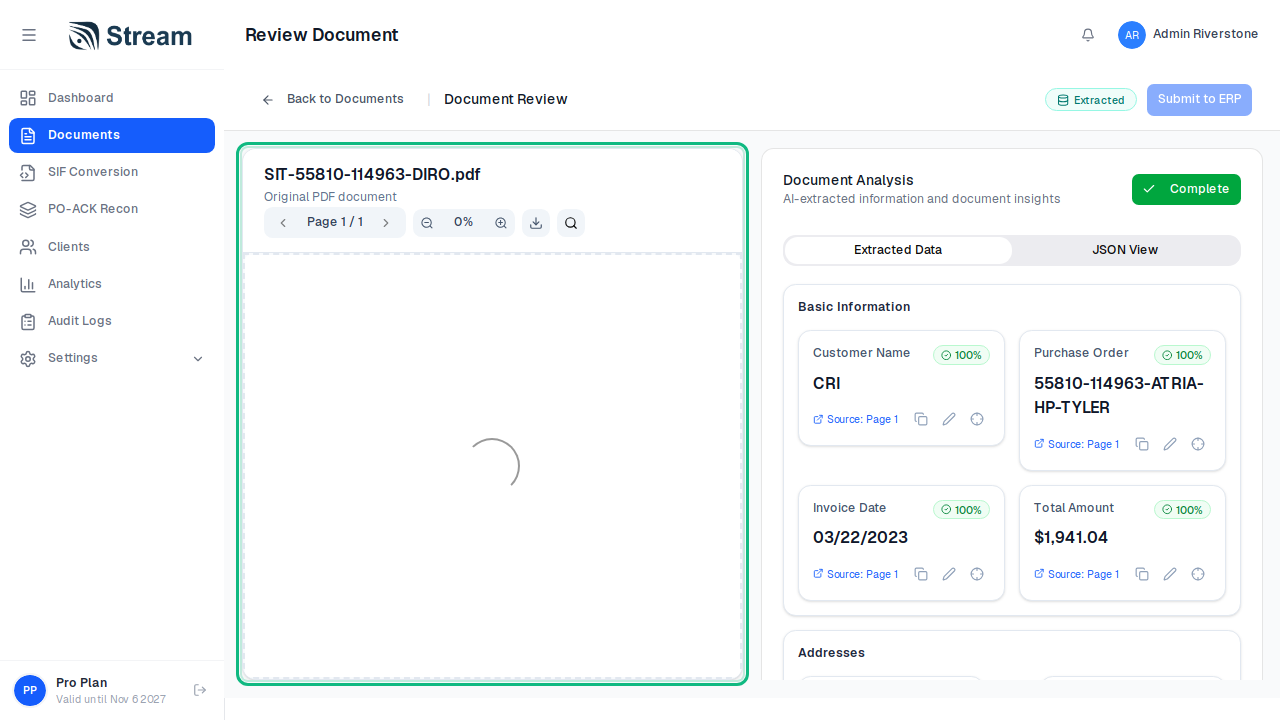 Stream
Review Document
AR
Admin Riverstone
Dashboard
Documents
SIF Conversion
PO-ACK Recon
Clients
Analytics
Audit Logs
Settings
PP
Pro Plan
Valid until Nov 6 2027
Back to Documents
Document Review
Extracted
Submit to ERP
SIT-55810-114963-DIRO.pdf
Original PDF document
Page 1 / 1
0%
Document Analysis
AI-extracted information and document insights
Complete
Extracted Data
JSON View
Basic Information
Customer Name
100%
CRI
Source: Page 1
Purchase Order
100%
55810-114963-ATRIA-
HP-TYLER
Source: Page 1
Invoice Date
100%
03/22/2023
Source: Page 1
Total Amount
100%
$1,941.04
Source: Page 1
Addresses